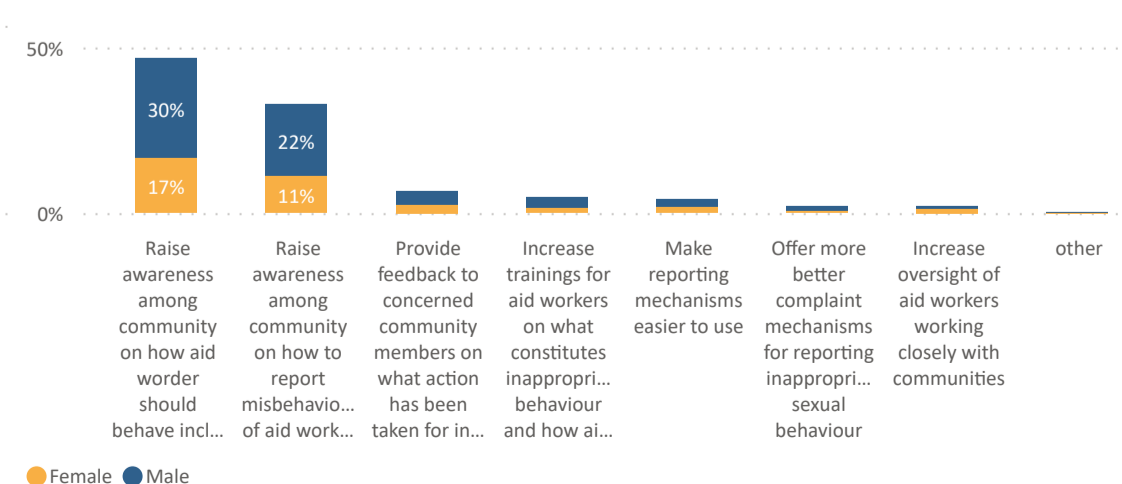 50%
30%
22%
17%
11%
0%
Raise
awareness
among
community
on how aid
worder
should
behave incl...
Raise
awareness
among
community
on how to
report
misbehavio...
of aid work...
Provide
feedback to
concerned
community
members on
what action
has been
taken for in...
Increase
trainings for
aid workers
on what
constitutes
inappropri...
behaviour
and how ai...
Make
reporting
mechanisms
easier to use
Offer more
better
complaint
mechanisms
for reporting
inappropri...
sexual
behaviour
Increase
oversight of
aid workers
working
closely with
communities
other
Female Male